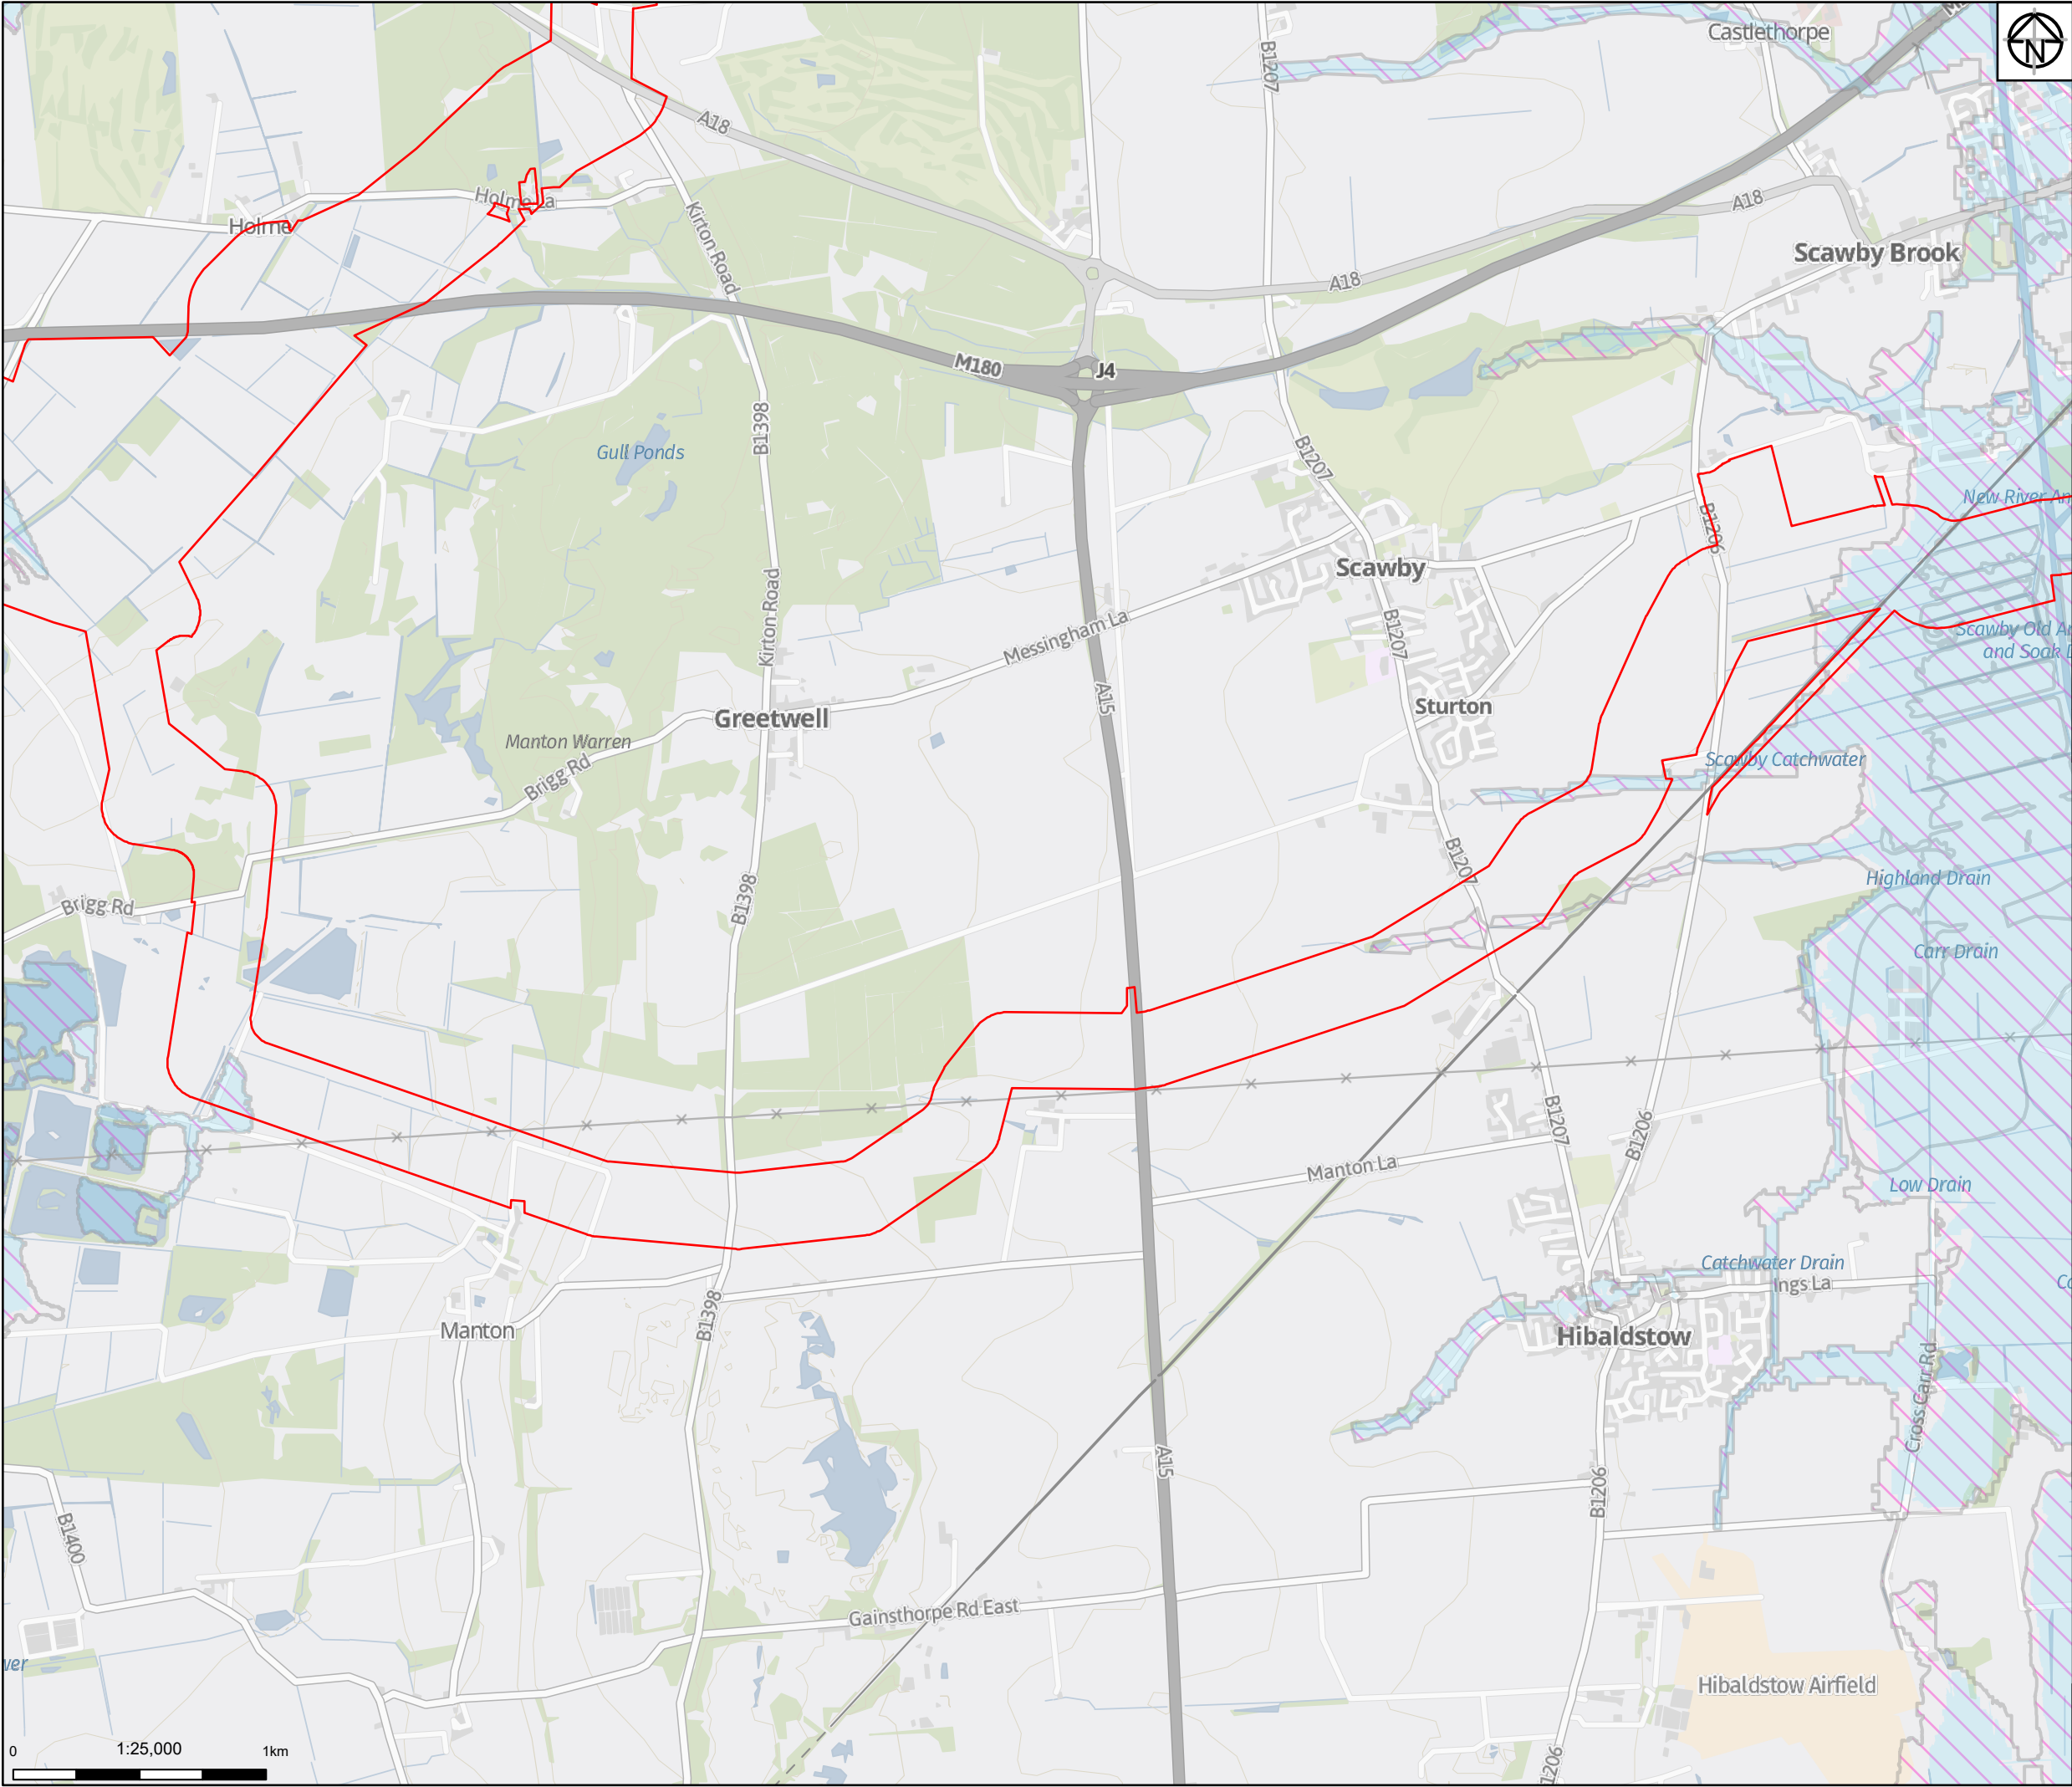 M
N
Castlethorpe
B1207
A18
Holme La
Holme
Kirton Road
A18
Scawby Brook
A18
M180
J4
B1398
Gull Ponds
B1207
New River An
B1206
Scawby
Kirton Road
Messingham La
B1207
Scawby Old A
and Soak D
A15
Sturton
Greetwell
Manton Warren
Brigg Rd
Scawby Catchwater
B1207
Highland Drain
B1398
Brigg Rd
Carr Drain
B1207
B1206
Manton La
Low Drain
Catchwater Drain
Ings La
Manton
B1398
Hibaldstow
Cross Carr Rd
A15
B1206
B1400
Gainsthorpe Rd East
ver
Hibaldstow Airfield
0
1:25,000
1km
1206